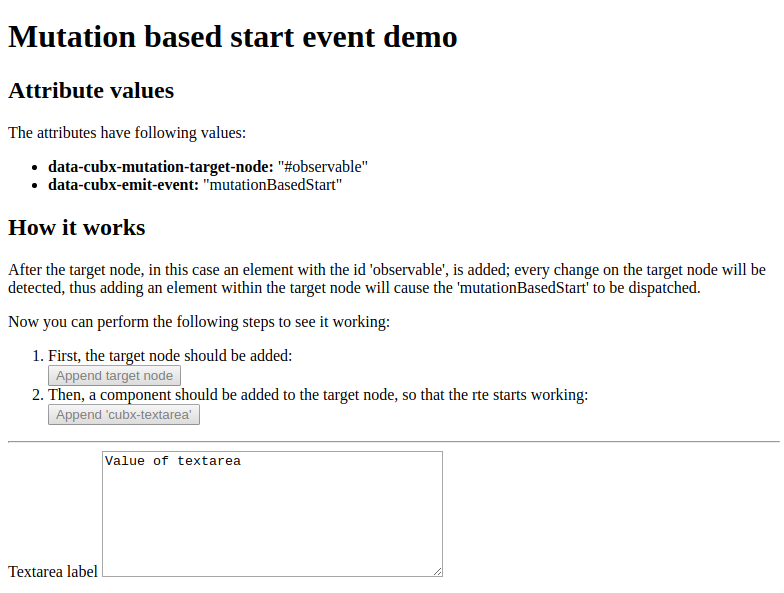 Mutation based start event demo
Attribute values
The attributes have following values:
• data-cubx-mutation-target-node: "#observable"
• data-cubx-emit-event: "mutationBasedStart"
How it works
After the target node, in this case an element with the id 'observable', is added; every change on the target node will be
detected, thus adding an element within the target node will cause the 'mutationBasedStart' to be dispatched.
Now you can perform the following steps to see it working:
1. First, the target node should be added:
Append target node
2. Then, a component should be added to the target node, so that the rte starts working:
Append 'cubx-textarea'
Value of textarea
Textarea label